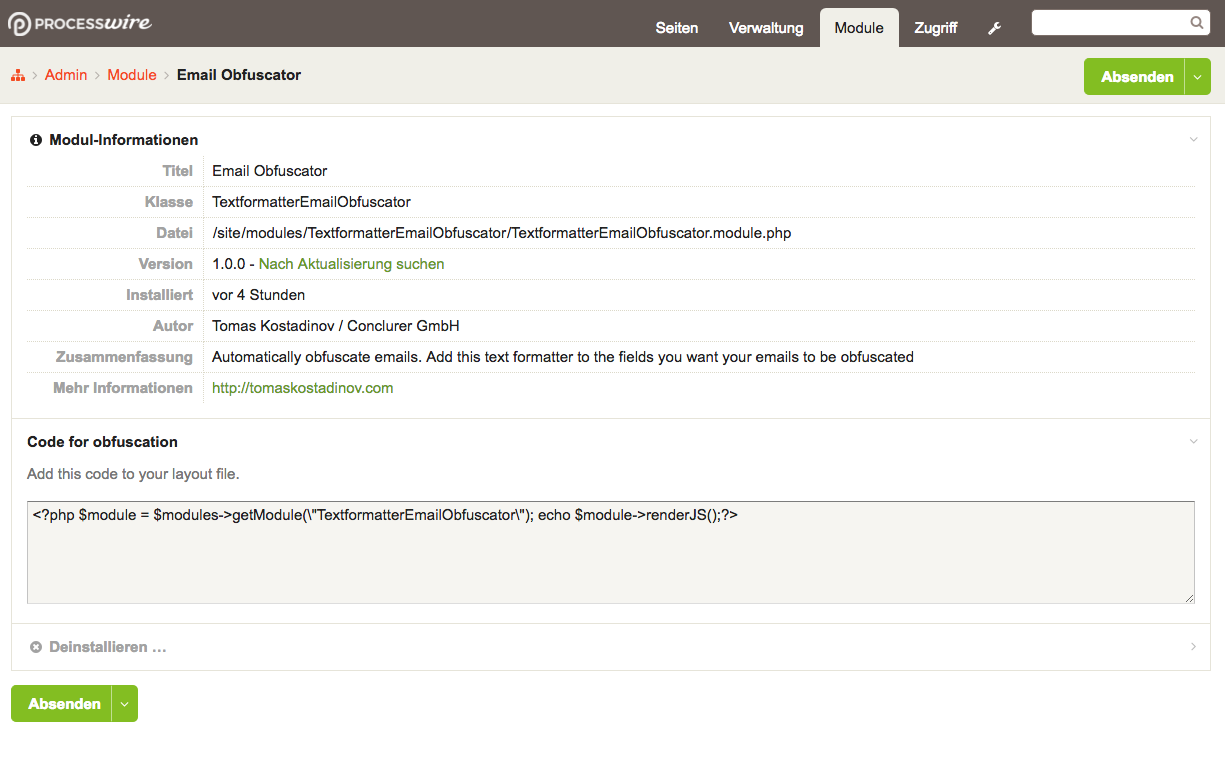 PROCESSWIRE
Seiten Verwaltung Module Zugriff
Admin Module Email Obfuscator
Absenden
Modul-Informationen
Titel Email Obfuscator
Klasse TextformatterEmailObfuscator
Datei /site/modules/TextformatterEmailObfuscator/TextformatterEmailObfuscator.module.php
Version 1.0.0 - Nach Aktualisierung suchen
Installiert vor 4 Stunden
Autor Tomas Kostadinov / Conclurer GmbH
Zusammenfassung Automatically obfuscate emails. Add this text formatter to the fields you want your emails to be obfuscated
Mehr Informationen http://tomaskostadinov.com
Code for obfuscation
Add this code to your layout file.
<?php $module = $modules->getModule(\"TextformatterEmailObfuscator\"); echo $module->renderJS();?>
Deinstallieren …
Absenden